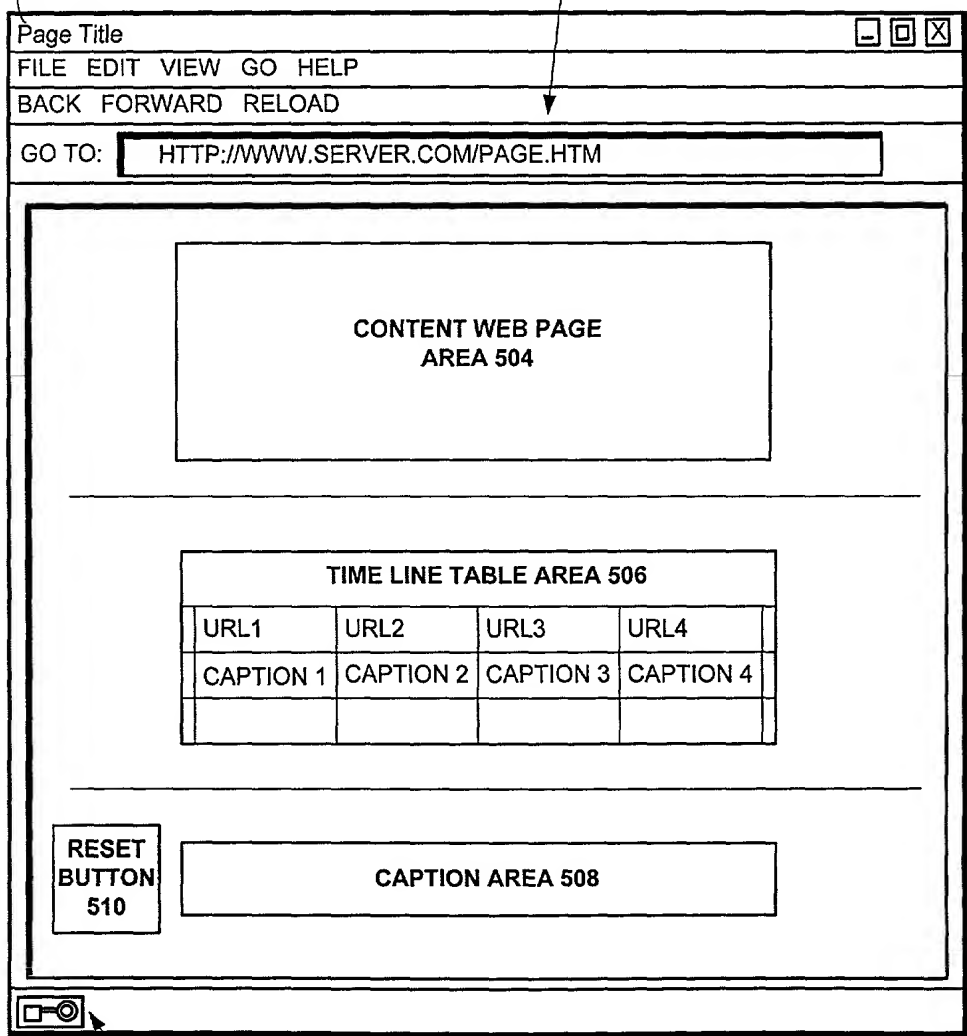 Page Title
FILE EDIT VIEW GO HELP
BACK FORWARD RELOAD
GO TO: HTTP://WWW.SERVER.COM/PAGE.HTM
CONTENT WEB PAGE
AREA 504
TIME LINE TABLE AREA 506
URL1 URL2 URL3 URL4
CAPTION 1 CAPTION 2 CAPTION 3 CAPTION 4
RESET
BUTTON
510
CAPTION AREA 508